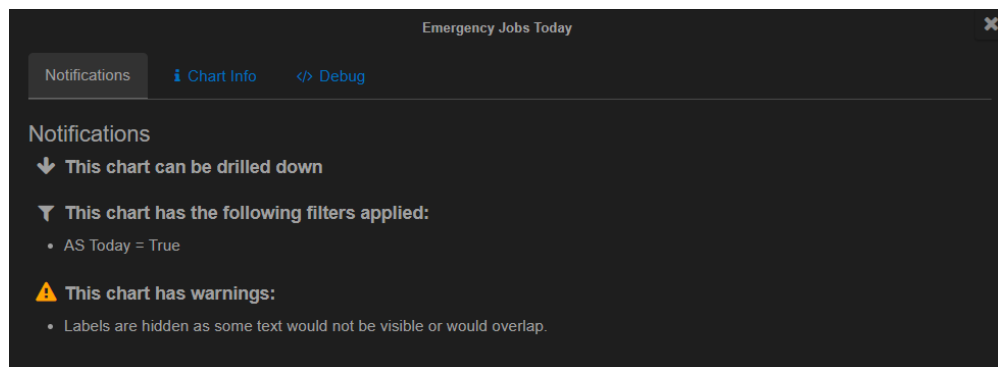 Emergency Jobs Today
Notifications
Chart Info
</> Debug
Notifications
This chart can be drilled down
This chart has the following filters applied:
• AS Today = True
This chart has warnings:
• Labels are hidden as some text would not be visible or would overlap.